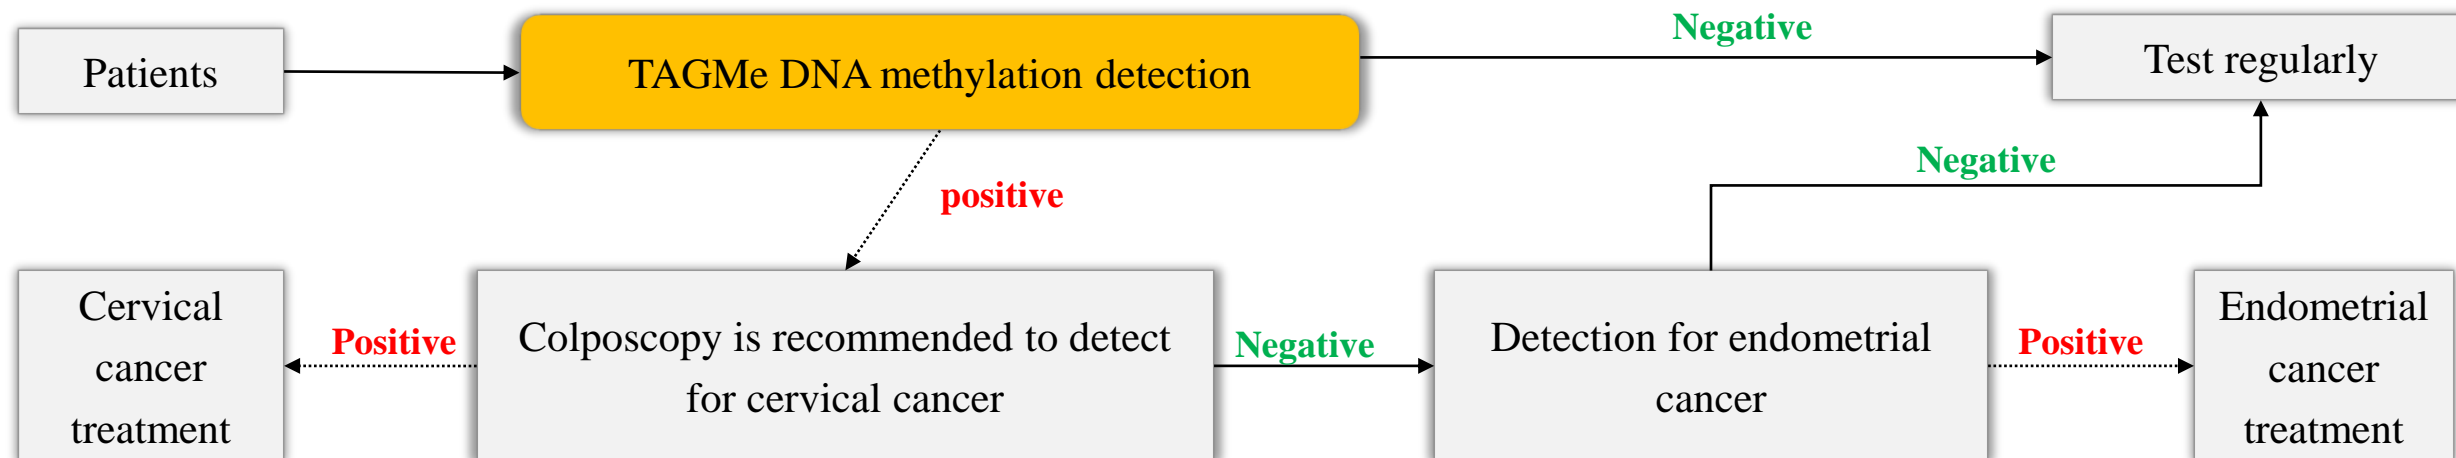 Patients
TAGMe DNA methylation detection
Negative
Test regularly
Negative
positive
Cervical
cancer
treatment
Positive
Colposcopy is recommended to detect
for cervical cancer
Negative
Detection for endometrial
cancer
Positive
Endometrial
cancer
treatment